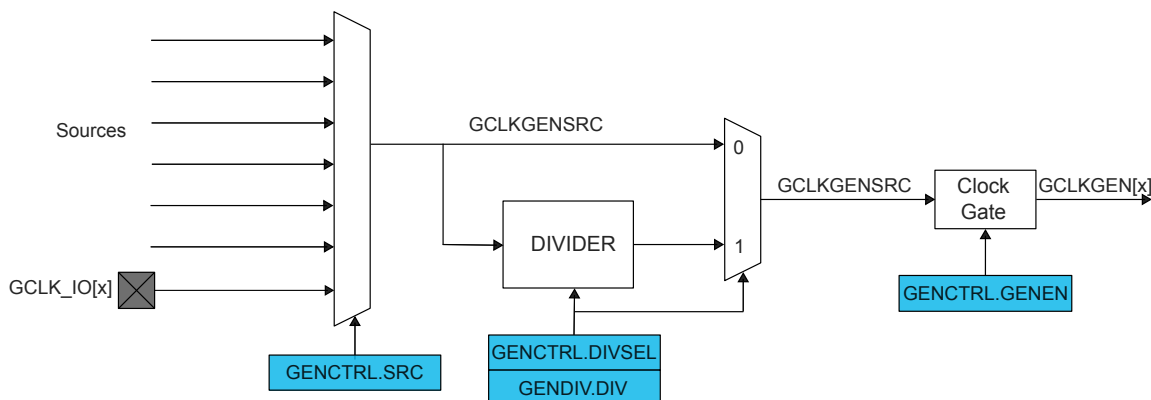 Sources
GCLK_IO[x]
GENCTRL.SRC
GCLKGENSRC
DIVIDER
GENCTRL.DIVSEL
GENDIV.DIV
0
1
GCLKGENSRC
Clock
Gate
GCLKGEN[x]
GENCTRL.GENEN